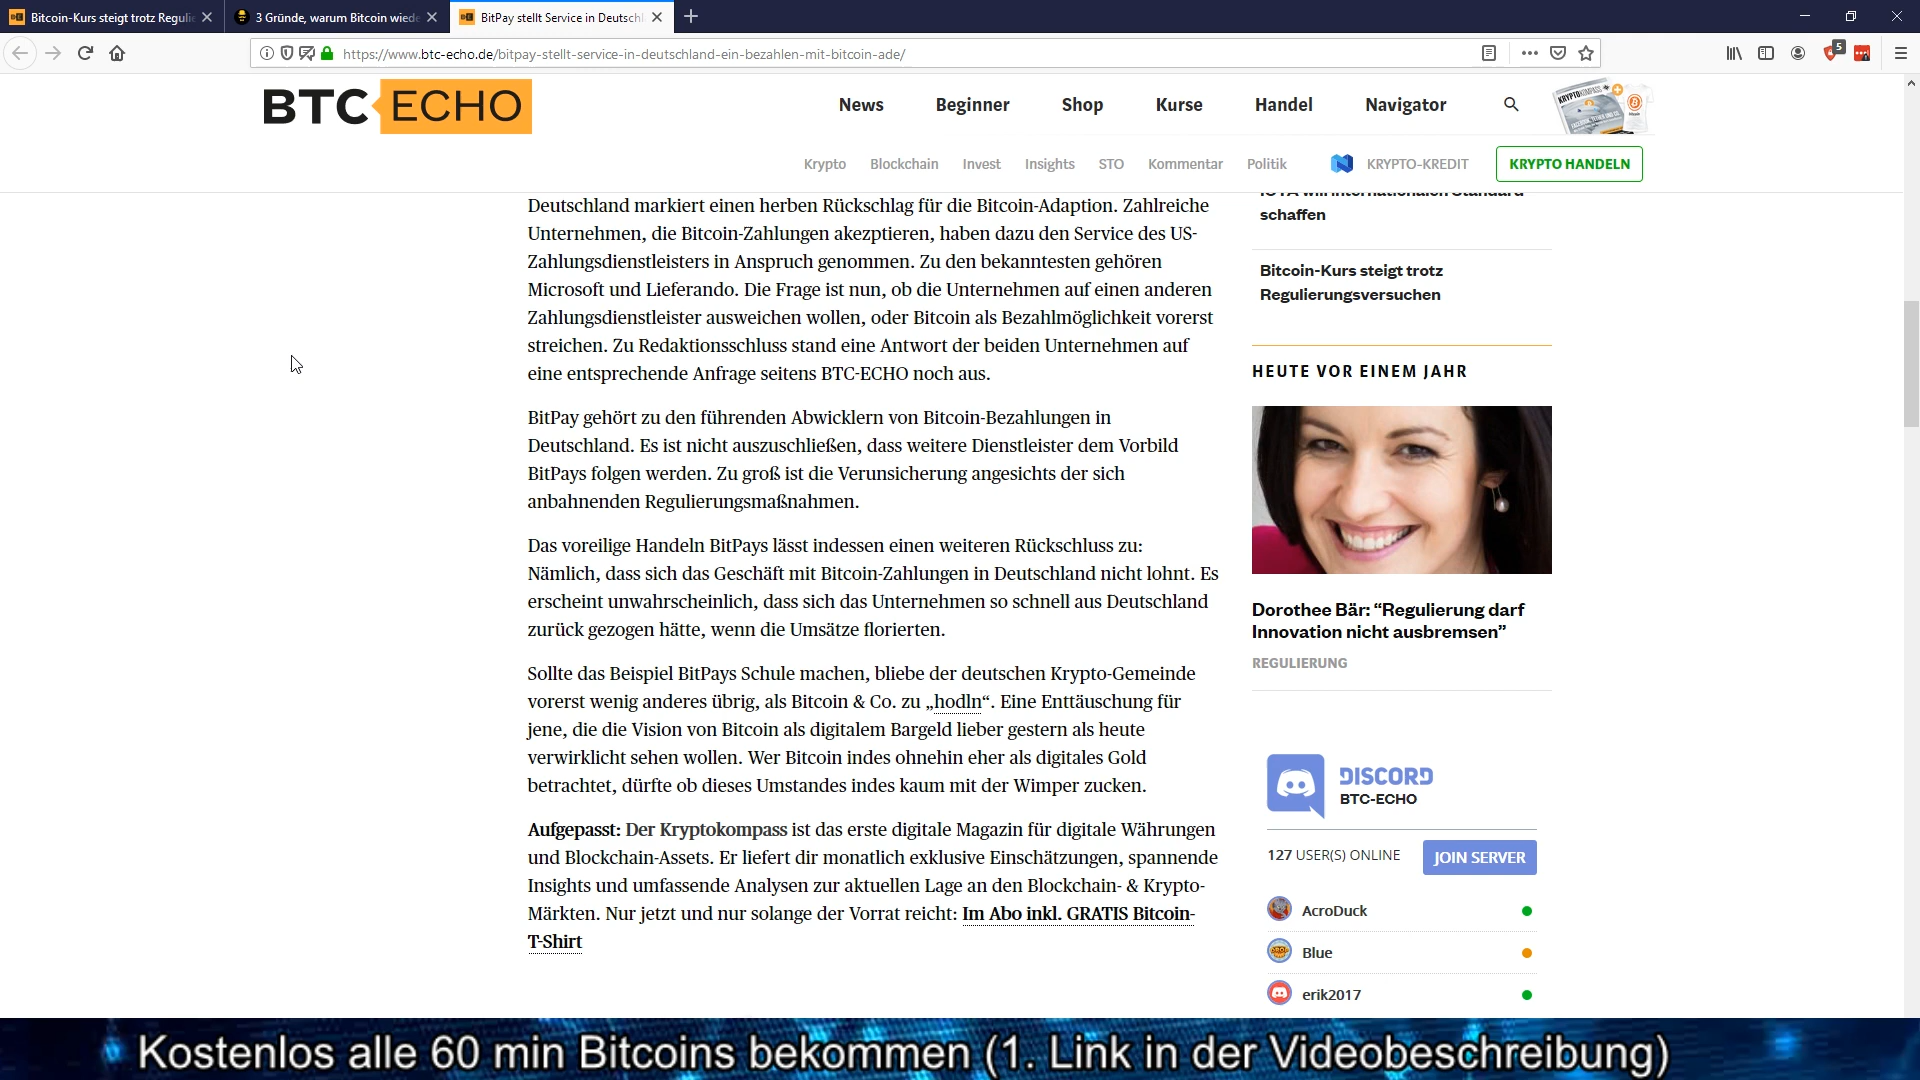 Bitcoin-Kurs steigt trotz Regulie
3 Gründe, warum Bitcoin wiede
BitPay stellt Service in Deutschl
https://www.btc-echo.de/bitpay-stellt-service-in-deutschland-ein-bezahlen-mit-bitcoin-ade/
5
BTC ECHO
News Beginner Shop Kurse Handel Navigator
Krypto Blockchain Invest Insights STO Kommentar Politik KRYPTO-KREDIT KRYPTO HANDELN
Deutschland markiert einen herben Rückschlag für die Bitcoin-Adaption. Zahlreiche
Unternehmen, die Bitcoin-Zahlungen akezptieren, haben dazu den Service des US-
Zahlungsdienstleisters in Anspruch genommen. Zu den bekanntesten gehören
Microsoft und Lieferando. Die Frage ist nun, ob die Unternehmen auf einen anderen
Zahlungsdienstleister ausweichen wollen, oder Bitcoin als Bezahlmöglichkeit vorerst
streichen. Zu Redaktionsschluss stand eine Antwort der beiden Unternehmen auf
eine entsprechende Anfrage seitens BTC-ECHO noch aus.
BitPay gehört zu den führenden Abwicklern von Bitcoin-Bezahlungen in
Deutschland. Es ist nicht auszuschließen, dass weitere Dienstleister dem Vorbild
BitPays folgen werden. Zu groß ist die Verunsicherung angesichts der sich
anbahnenden Regulierungsmaßnahmen.
Das voreilige Handeln BitPays lässt indessen einen weiteren Rückschluss zu:
Nämlich, dass sich das Geschäft mit Bitcoin-Zahlungen in Deutschland nicht lohnt. Es
erscheint unwahrscheinlich, dass sich das Unternehmen so schnell aus Deutschland
zurück gezogen hätte, wenn die Umsätze florierten.
Sollte das Beispiel BitPays Schule machen, bliebe der deutschen Krypto-Gemeinde
vorerst wenig anderes übrig, als Bitcoin & Co. zu „hodln“. Eine Enttäuschung für
jene, die die Vision von Bitcoin als digitalem Bargeld lieber gestern als heute
verwirklicht sehen wollen. Wer Bitcoin indes ohnehin eher als digitales Gold
betrachtet, dürfte ob dieses Umstandes indes kaum mit der Wimper zucken.
Aufgepasst: Der Kryptokompass ist das erste digitale Magazin für digitale Währungen
und Blockchain-Assets. Er liefert dir monatlich exklusive Einschätzungen, spannende
Insights und umfassende Analysen zur aktuellen Lage an den Blockchain- & Krypto-
Märkten. Nur jetzt und nur solange der Vorrat reicht: Im Abo inkl. GRATIS Bitcoin-
T-Shirt
IOTA will internationalen Standard
schaffen
Bitcoin-Kurs steigt trotz
Regulierungsversuchen
HEUTE VOR EINEM JAHR
Dorothee Bär: “Regulierung darf
Innovation nicht ausbremsen”
REGULIERUNG
DISCORD
BTC-ECHO
127 USER(S) ONLINE JOIN SERVER
AcroDuck
Blue
erik2017
Kostenlos alle 60 min Bitcoins bekommen (1. Link in der Videobeschreibung)